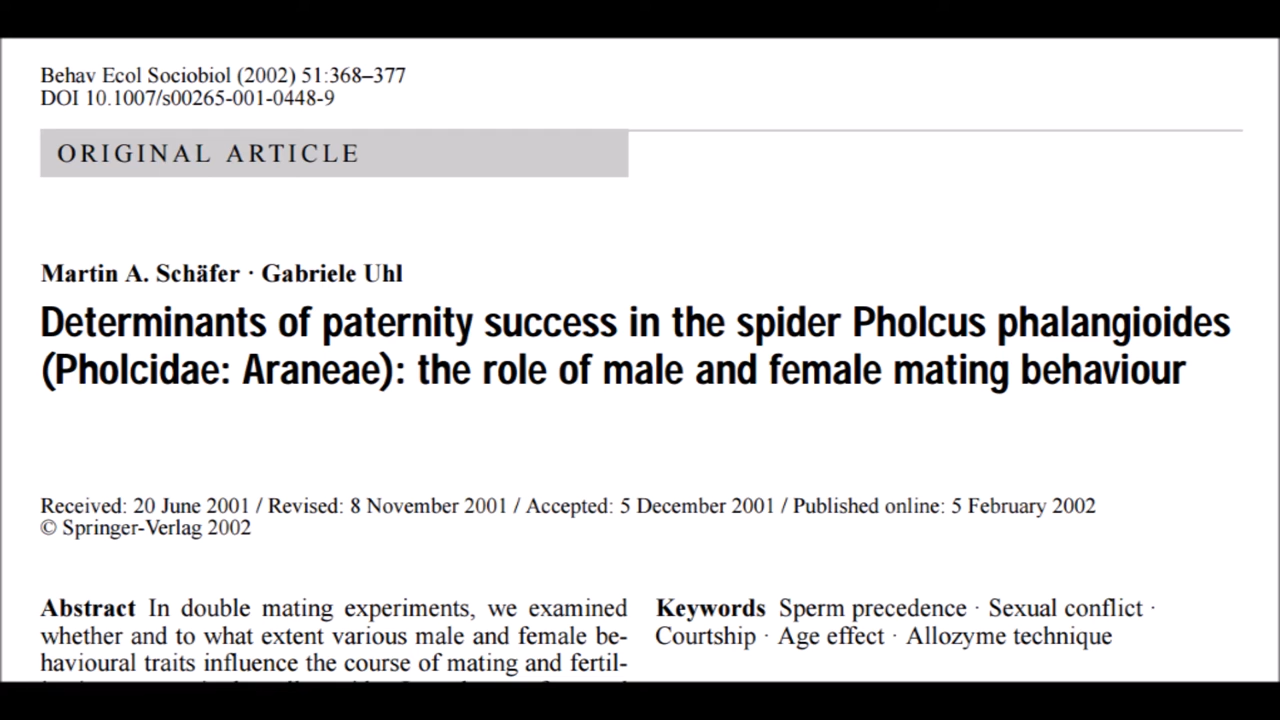 Behav Ecol Sociobiol (2002) 51:368–377
DOI 10.1007/s00265-001-0448-9
ORIGINAL ARTICLE
Martin A. Schäfer · Gabriele Uhl
Determinants of paternity success in the spider Pholcus phalangioides
(Pholcidae: Araneae): the role of male and female mating behaviour
Received: 20 June 2001 / Revised: 8 November 2001 / Accepted: 5 December 2001 / Published online: 5 February 2002
© Springer-Verlag 2002
Abstract In double mating experiments, we examined
whether and to what extent various male and female be-
havioural traits influence the course of mating and fertil-
Keywords Sperm precedence · Sexual conflict ·
Courtship · Age effect · Allozyme technique